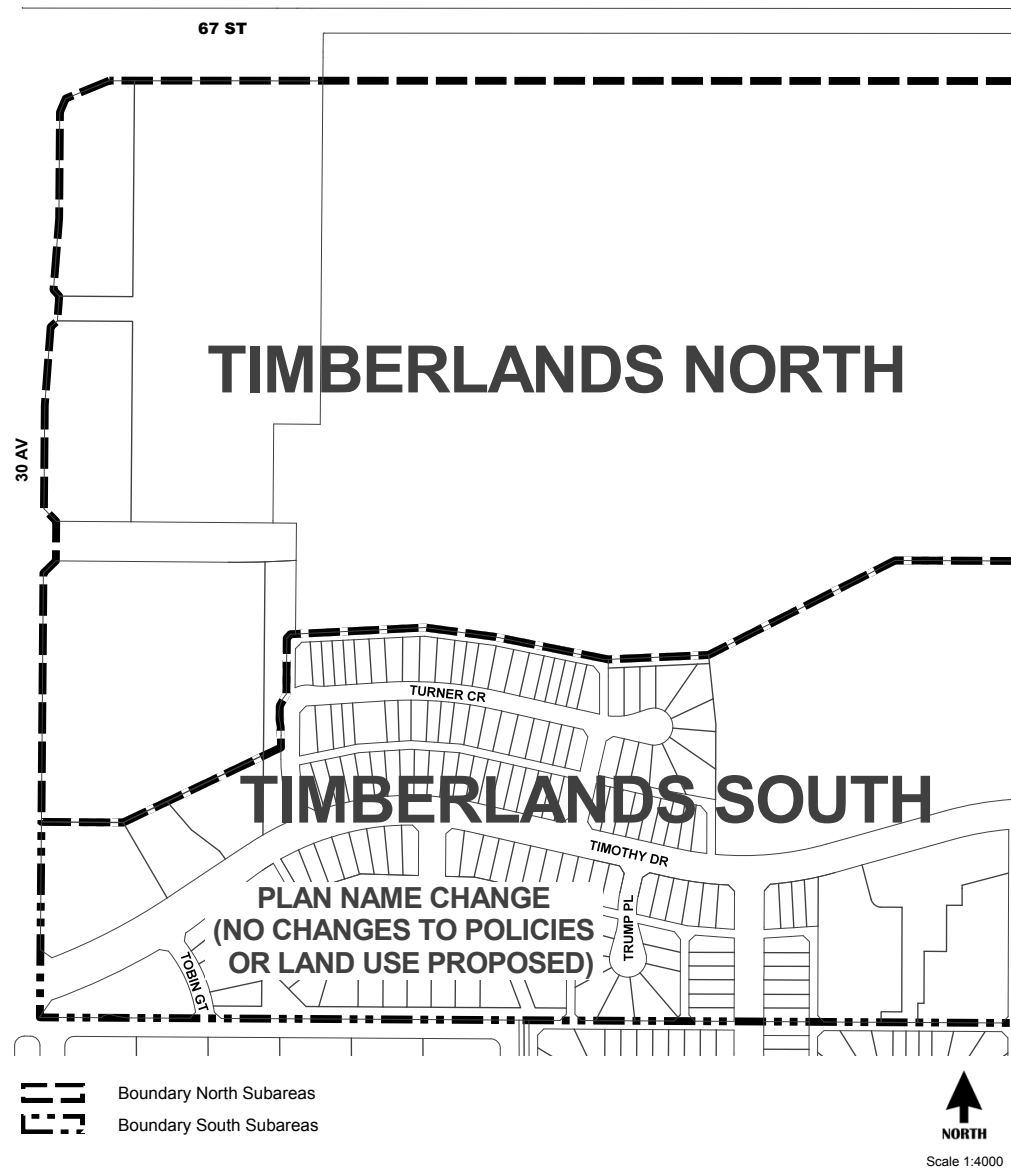 67 ST
TIMBERLANDS NORTH
30 AV
TURNER CR
TIMBERLANDS SOUTH
TIMOTHY DR
PLAN NAME CHANGE
(NO CHANGES TO POLICIES
OR LAND USE PROPOSED)
TRUMP PL
TOBIN GT
Boundary North Subareas
Boundary South Subareas
NORTH
Scale 1:4000